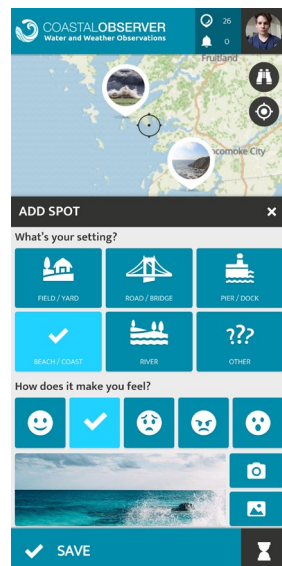 COASTALOBSERVER
Water and Weather Observations
26
0
Fruitland
ocomoke City
ADD SPOT
What's your setting?
FIELD / YARD
ROAD / BRIDGE
PIER / DOCK
BEACH / COAST
RIVER
???
OTHER
How does it make you feel?
SAVE